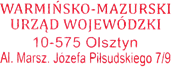 WARMIŃSKO-MAZURSKI
URZĄD WOJEWÓDZKI
10-575 Olsztyn
Al. Marsz. Józefa Piłsudskiego 7/9